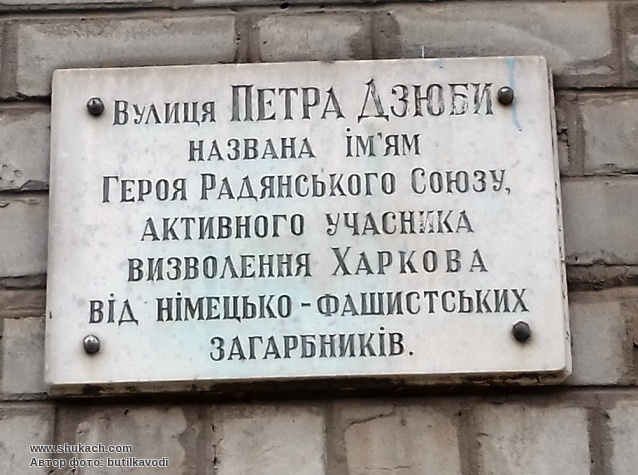 Вулиця Петра Дзюби
названа ім'ям
Героя Радянського Союзу,
активного учасника
визволення Харкова
від німецько-фашистських
загарбників.
www.shukach.com
Автор фото: butilkavodi